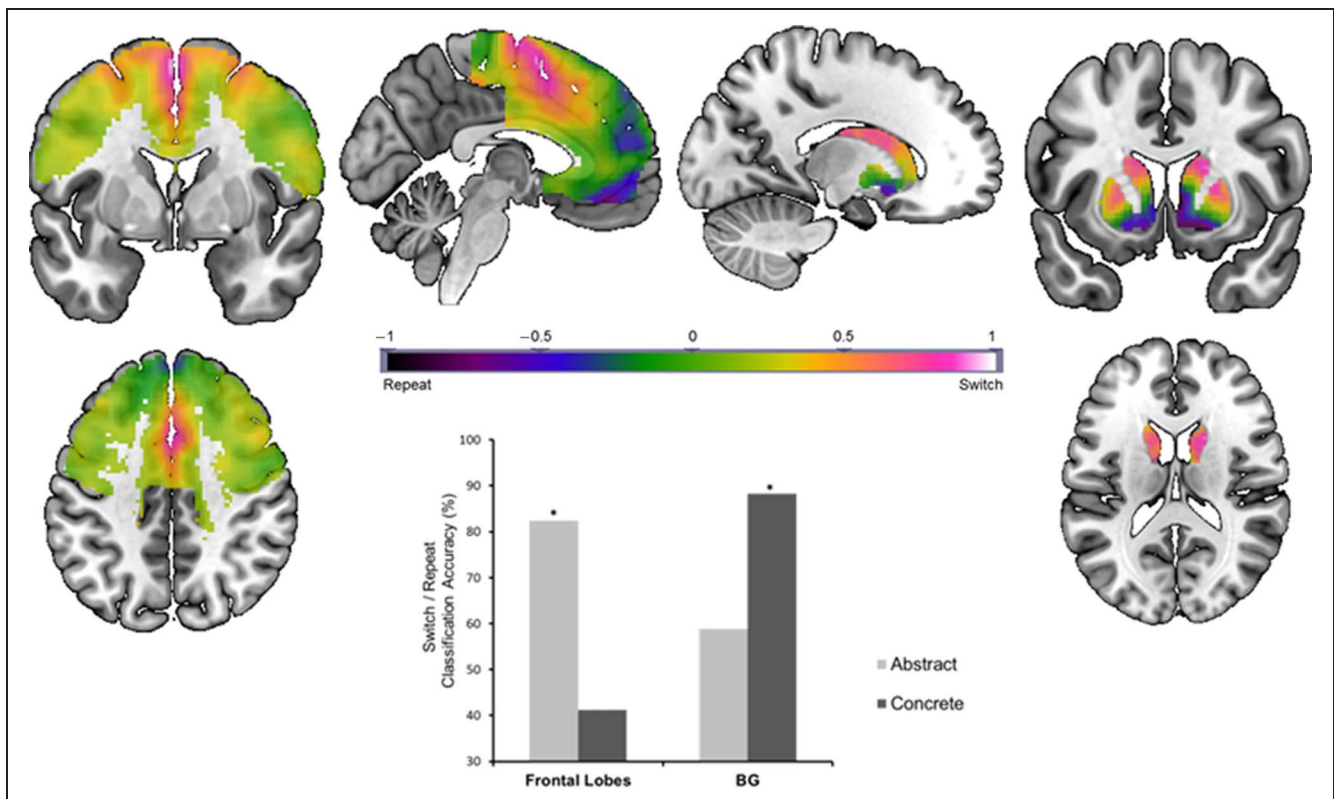 −1 −0.5 0 0.5 1
Repeat Switch
Switch / Repeat
Classification Accuracy (%)
100
90
80
70
60
50
40
30
*
*
Frontal Lobes BG
Abstract
Concrete